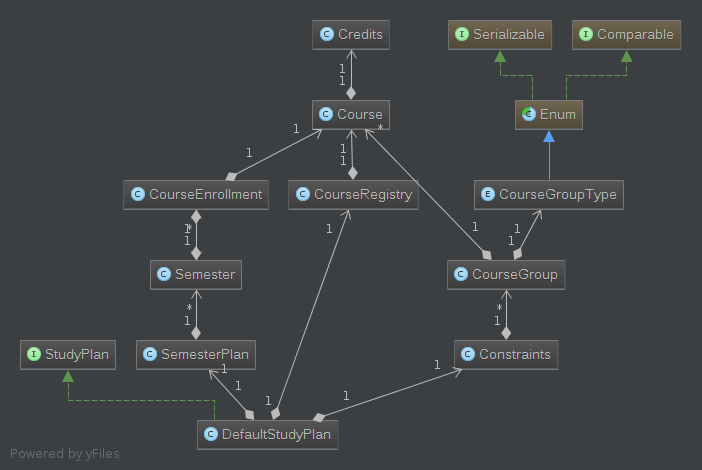 C Credits
I Serializable
I Comparable
1
1
C Course
C Enum
*
1
1
1
1
C CourseEnrollment
C CourseRegistry
E CourseGroupType
1
*
1
1
1
1
1
C Semester
C CourseGroup
*
1
*
1
I StudyPlan
C SemesterPlan
C Constraints
1
1
1
1
1
C DefaultStudyPlan
Powered by yFiles